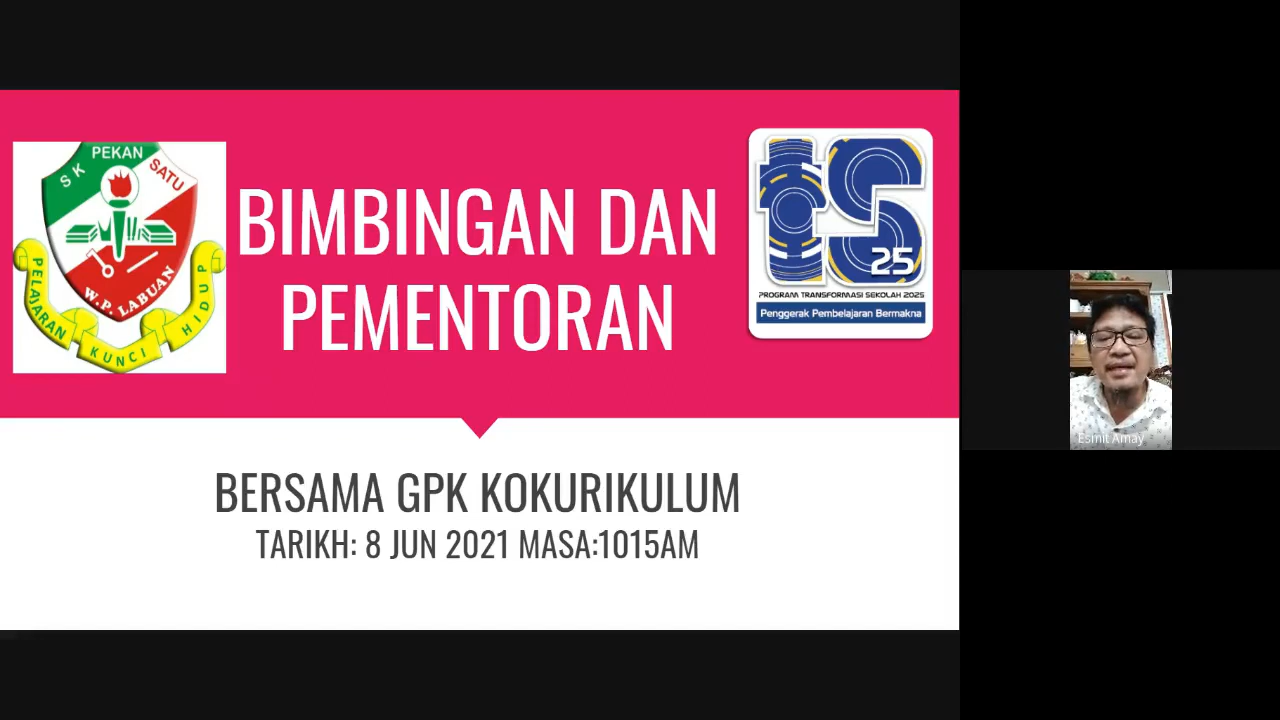 SK PEKAN SATU
W.P. LABUAN
PELAJARAN KUNCI HIDUP
BIMBINGAN DAN
PEMENTORAN
tS
25
PROGRAM TRANSFORMASI SEKOLAH 2025
Penggerak Pembelajaran Bermakna
BERSAMA GPK KOKURIKULUM
TARIKH: 8 JUN 2021 MASA:1015AM
Esmit Amay